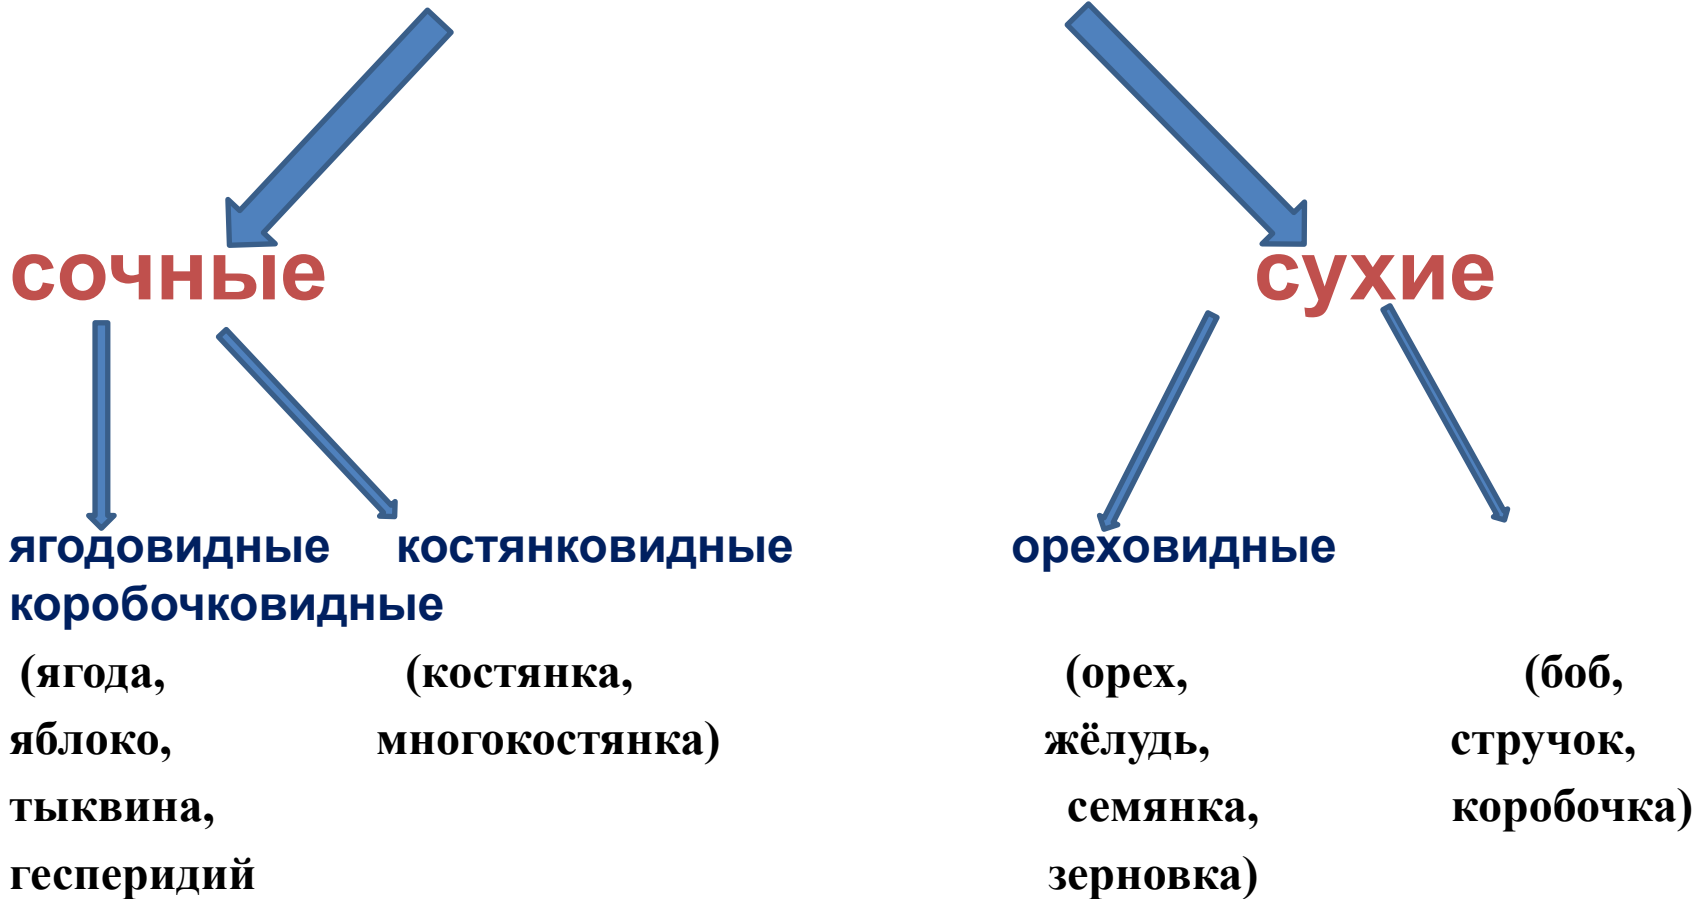 сочные сухие
ягодовидные костянковидные ореховидные
коробочковидные
(ягода, (костянка, (орех, (боб,
яблоко, многокостянка) жёлудь, стручок,
тыквина, семянка, коробочка)
гесперидий зерновка)